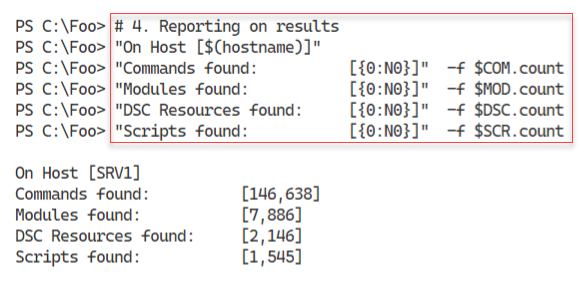 PS C:\Foo> # 4. Reporting on results
PS C:\Foo> "On Host [$(hostname)]"
PS C:\Foo> "Commands found:          [{0:N0}]"  -f $COM.count
PS C:\Foo> "Modules found:           [{0:N0}]"  -f $MOD.count
PS C:\Foo> "DSC Resources found:     [{0:N0}]"  -f $DSC.count
PS C:\Foo> "Scripts found:           [{0:N0}]"  -f $SCR.count
On Host [SRV1]
Commands found:          [146,638]
Modules found:           [7,886]
DSC Resources found:     [2,146]
Scripts found:           [1,545]